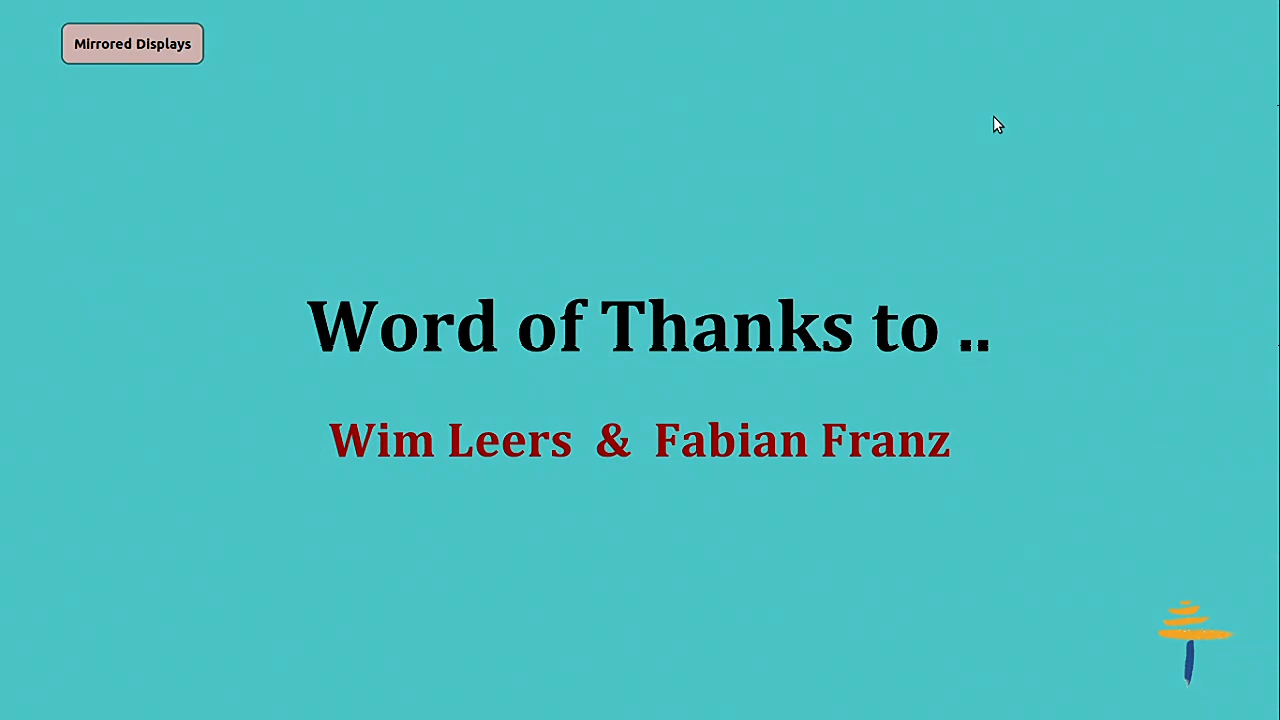 Mirrored Displays
Word of Thanks to ..
Wim Leers & Fabian Franz